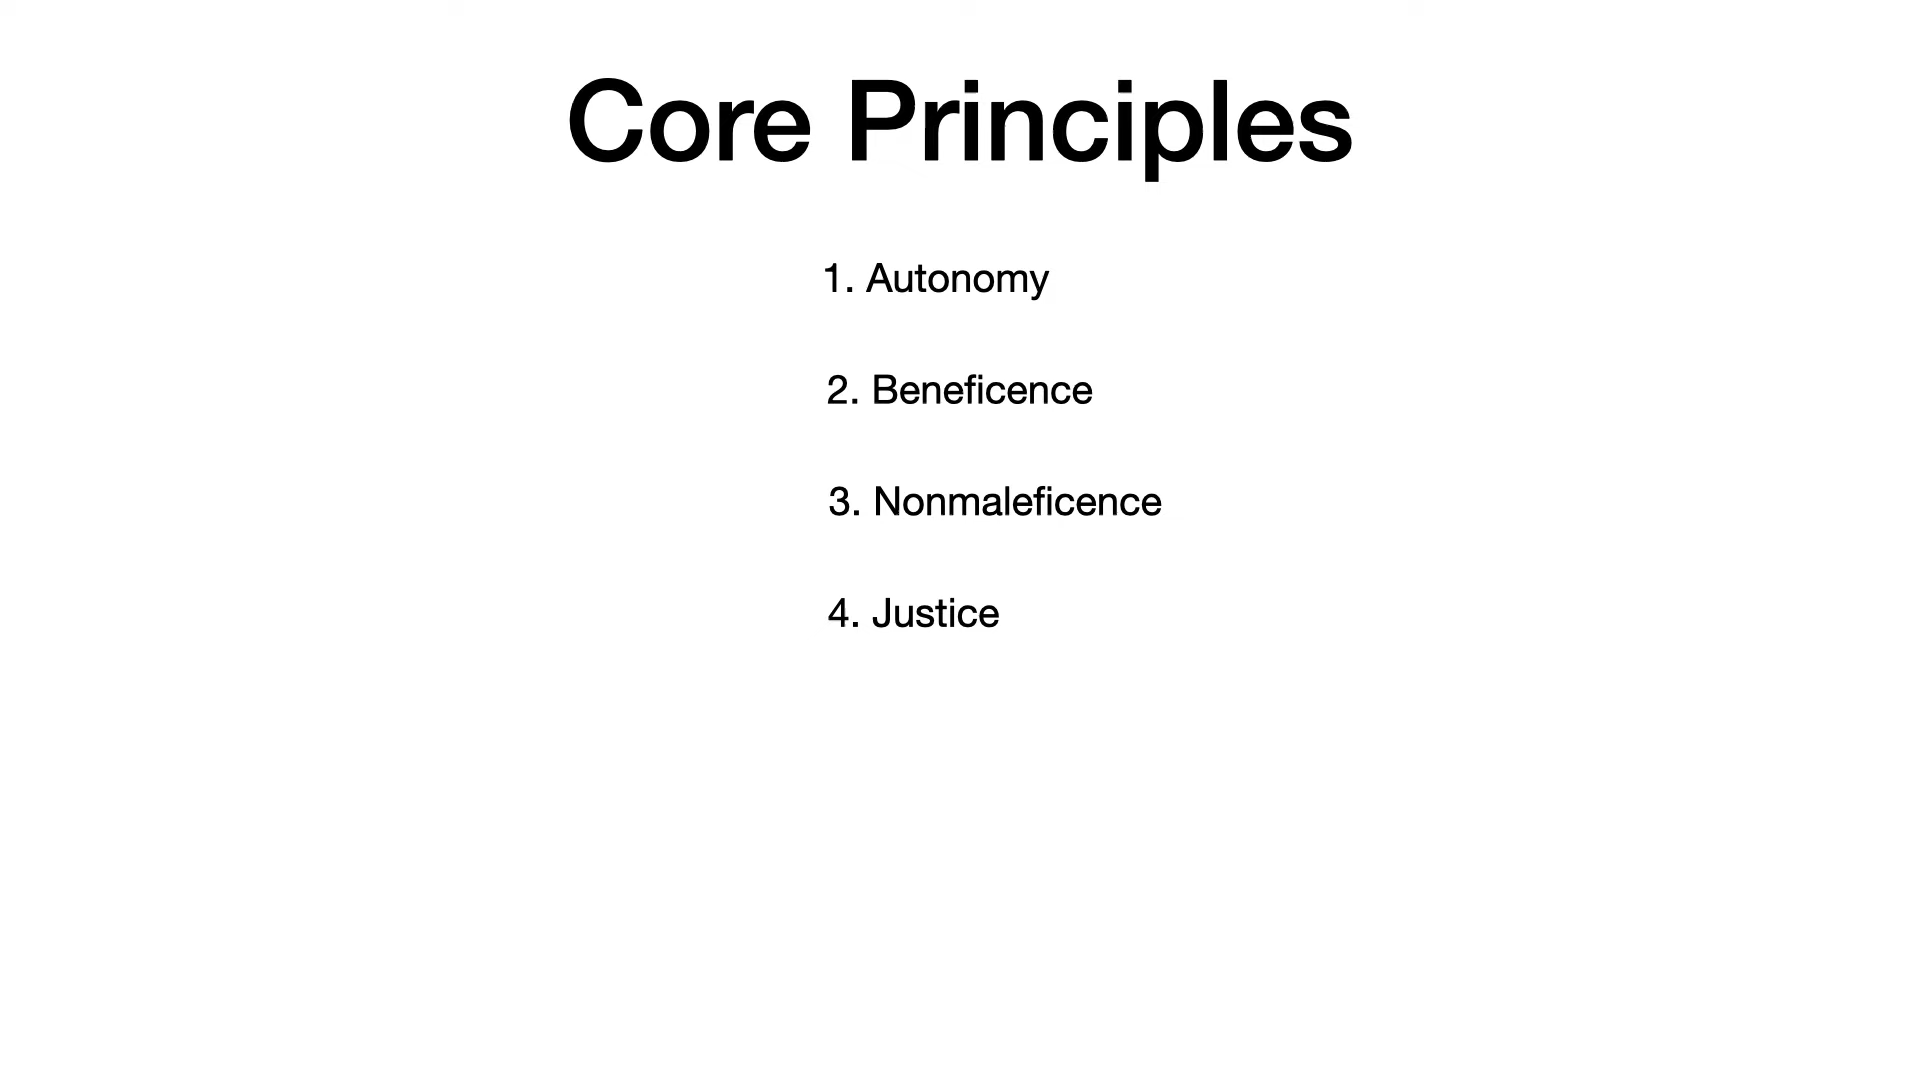 Core Principles
1. Autonomy
2. Beneficence
3. Nonmaleficence
4. Justice